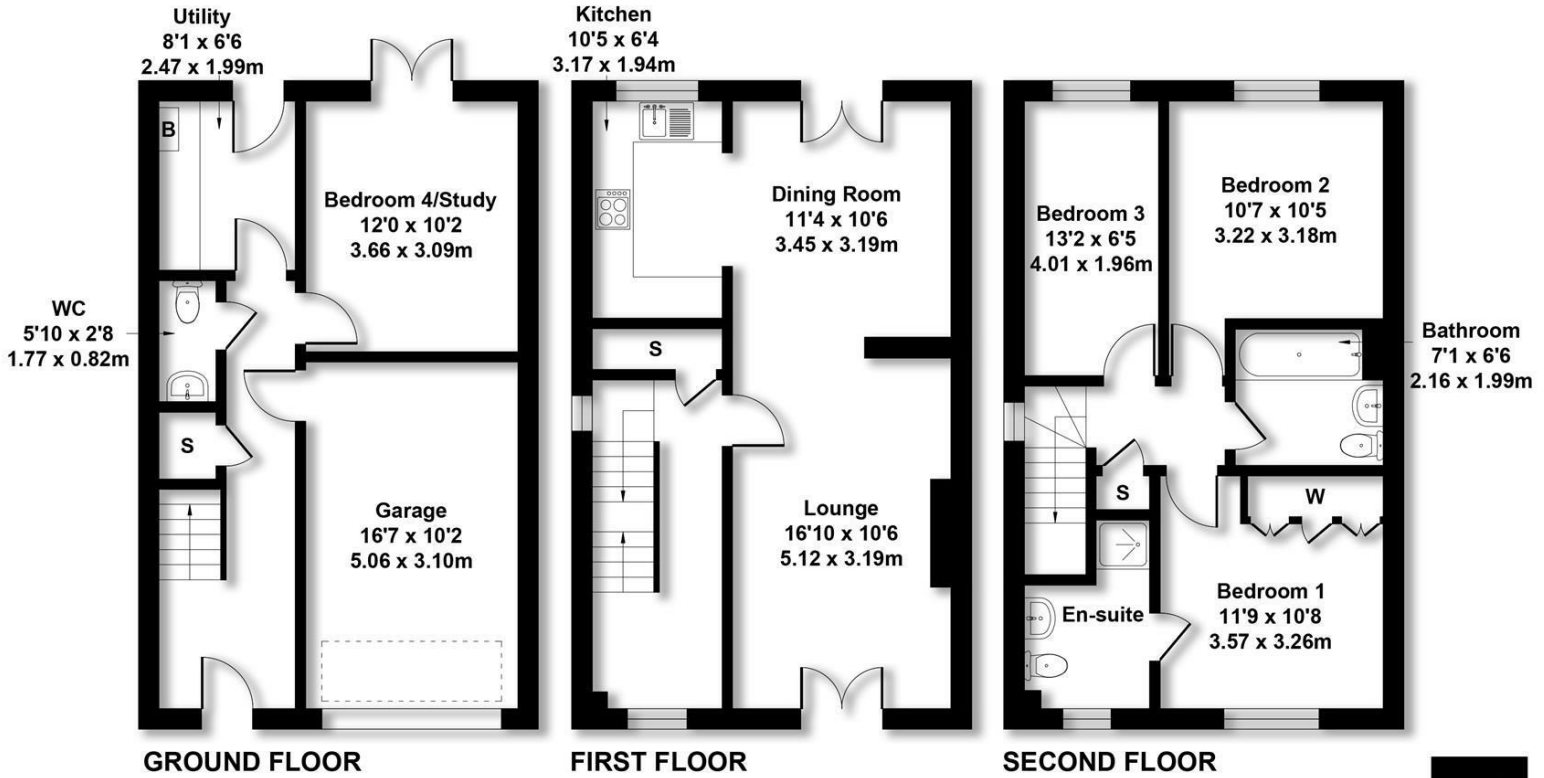 Utility
8'1 x 6'6
2.47 x 1.99m
B
Bedroom 4/Study
12'0 x 10'2
3.66 x 3.09m
WC
5'10 x 2'8
1.77 x 0.82m
S
Garage
16'7 x 10'2
5.06 x 3.10m
GROUND FLOOR
Kitchen
10'5 x 6'4
3.17 x 1.94m
Dining Room
11'4 x 10'6
3.45 x 3.19m
S
Lounge
16'10 x 10'6
5.12 x 3.19m
FIRST FLOOR
Bedroom 2
10'7 x 10'5
3.22 x 3.18m
Bedroom 3
13'2 x 6'5
4.01 x 1.96m
Bathroom
7'1 x 6'6
2.16 x 1.99m
S
W
Bedroom 1
11'9 x 10'8
3.57 x 3.26m
En-suite
SECOND FLOOR